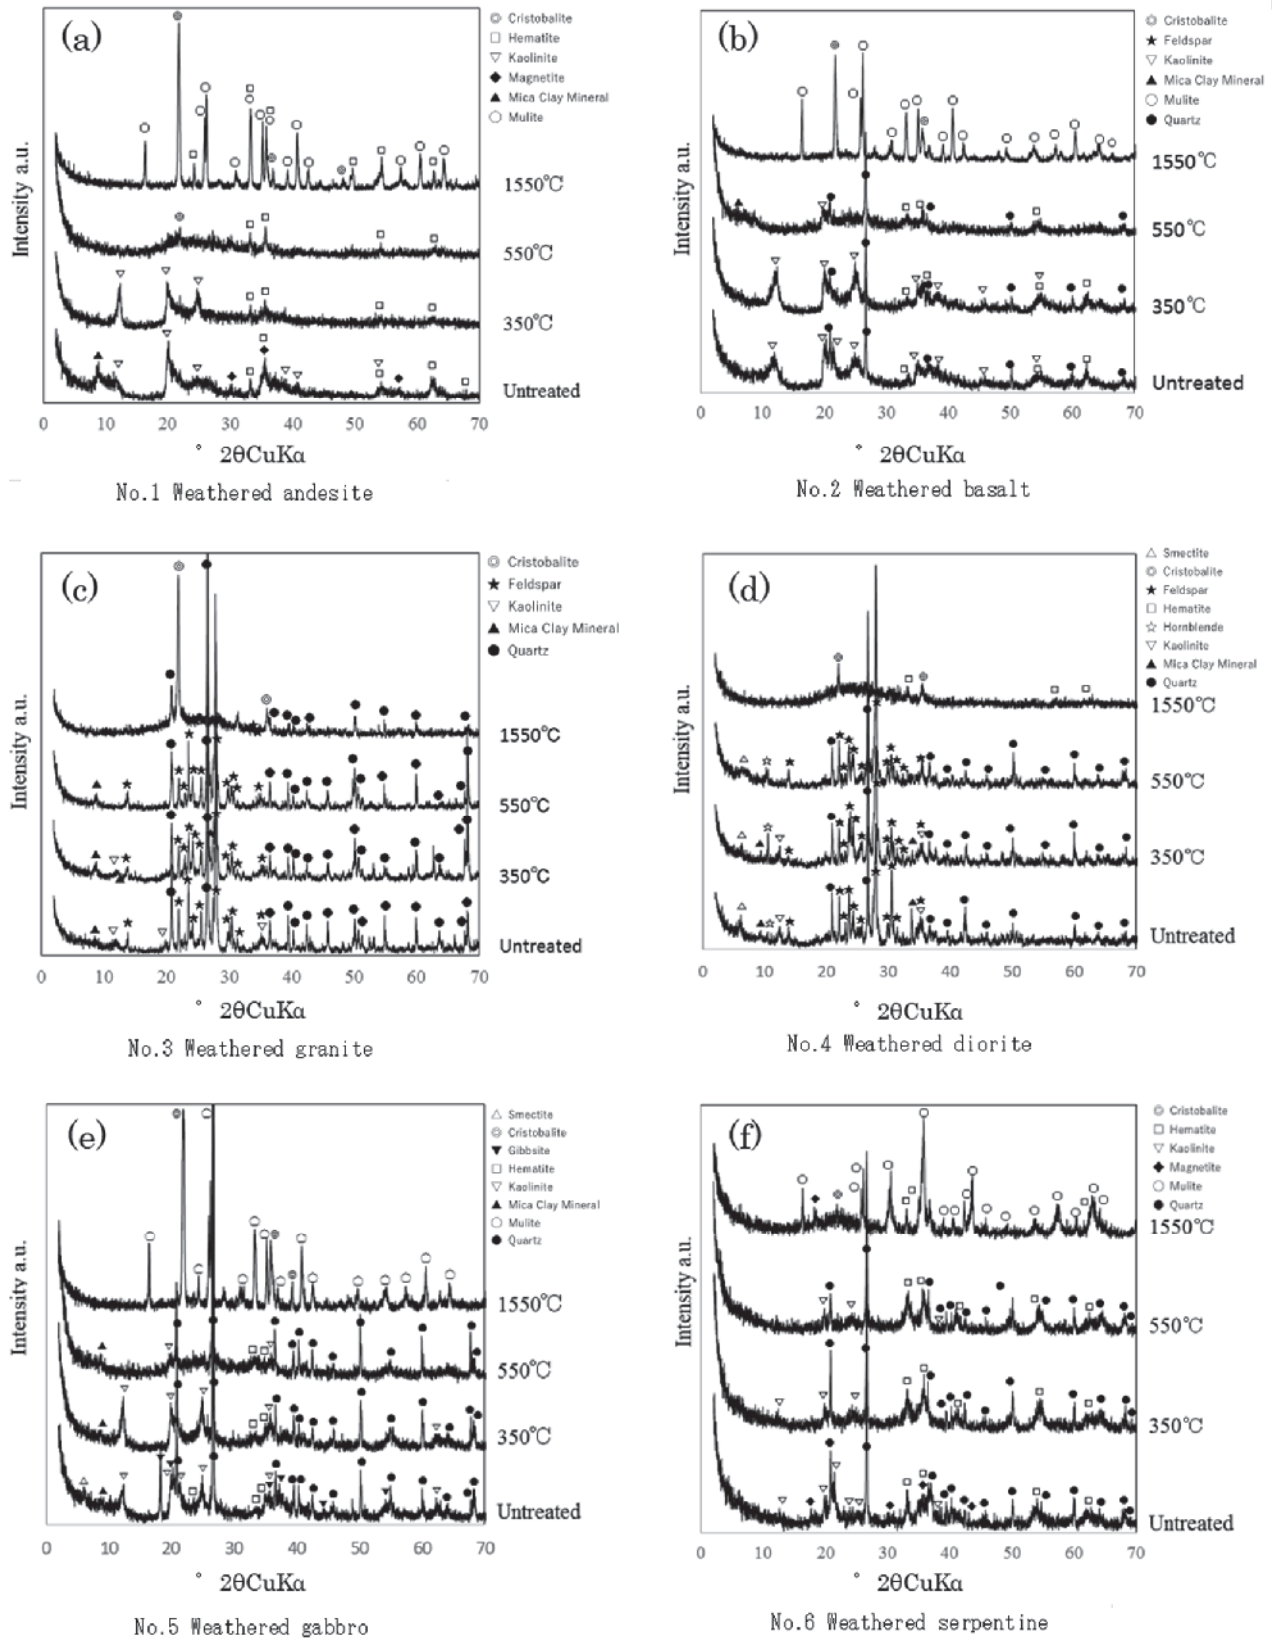 (a)
Cristobalite
Hematite
Kaolinite
Magnetite
Mica Clay Mineral
Mulite
Intensity a.u.
1550℃
550℃
350℃
Untreated
0 10 20 30 40 50 60 70
° 2θCuKα
No.1 Weathered andesite
(b)
Cristobalite
Feldspar
Kaolinite
Mica Clay Mineral
Mulite
Quartz
Intensity a.u.
1550℃
550℃
350℃
Untreated
0 10 20 30 40 50 60 70
° 2θCuKα
No.2 Weathered basalt
(c)
Cristobalite
Feldspar
Kaolinite
Mica Clay Mineral
Quartz
Intensity a.u.
1550℃
550℃
350℃
Untreated
0 10 20 30 40 50 60 70
° 2θCuKα
No.3 Weathered granite
(d)
Smectite
Cristobalite
Feldspar
Hematite
Hornblende
Kaolinite
Mica Clay Mineral
Quartz
Intensity a.u.
1550℃
550℃
350℃
Untreated
0 10 20 30 40 50 60 70
° 2θCuKα
No.4 Weathered diorite
(e)
Smectite
Cristobalite
Gibbsite
Hematite
Kaolinite
Mica Clay Mineral
Mulite
Quartz
Intensity a.u.
1550℃
550℃
350℃
Untreated
0 10 20 30 40 50 60 70
° 2θCuKα
No.5 Weathered gabbro
(f)
Cristobalite
Hematite
Kaolinite
Magnetite
Mulite
Quartz
Intensity a.u.
1550℃
550℃
350℃
Untreated
0 10 20 30 40 50 60 70
° 2θCuKα
No.6 Weathered serpentine